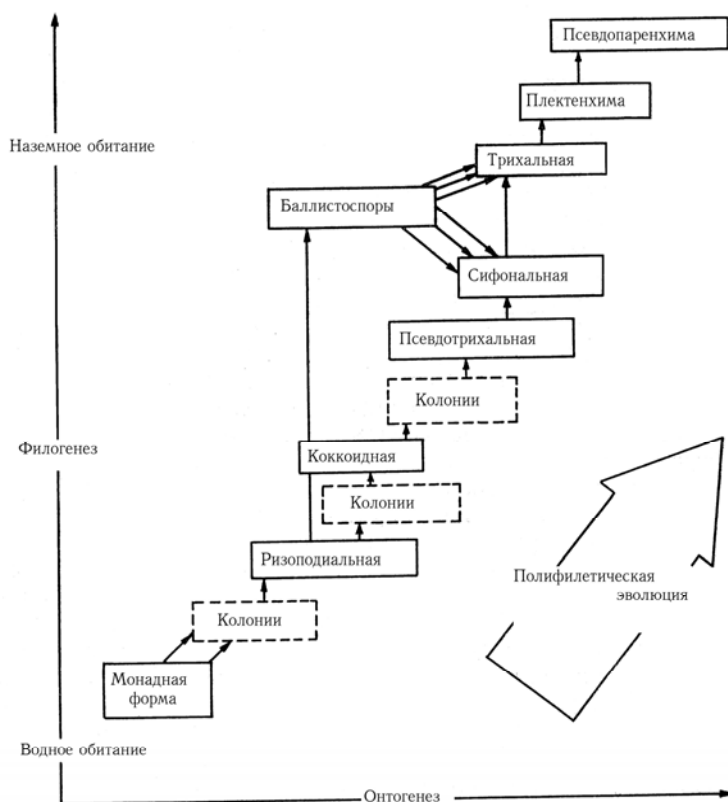 Псевдопаренхима
Плектенхима
Наземное обитание
Трихальная
Баллистоспоры
Сифональная
Псевдотрихальная
Колонии
Филогенез
Коккоидная
Колонии
Ризоподиальная
Полифилетическая
эволюция
Колонии
Монадная
форма
Водное обитание
Онтогенез